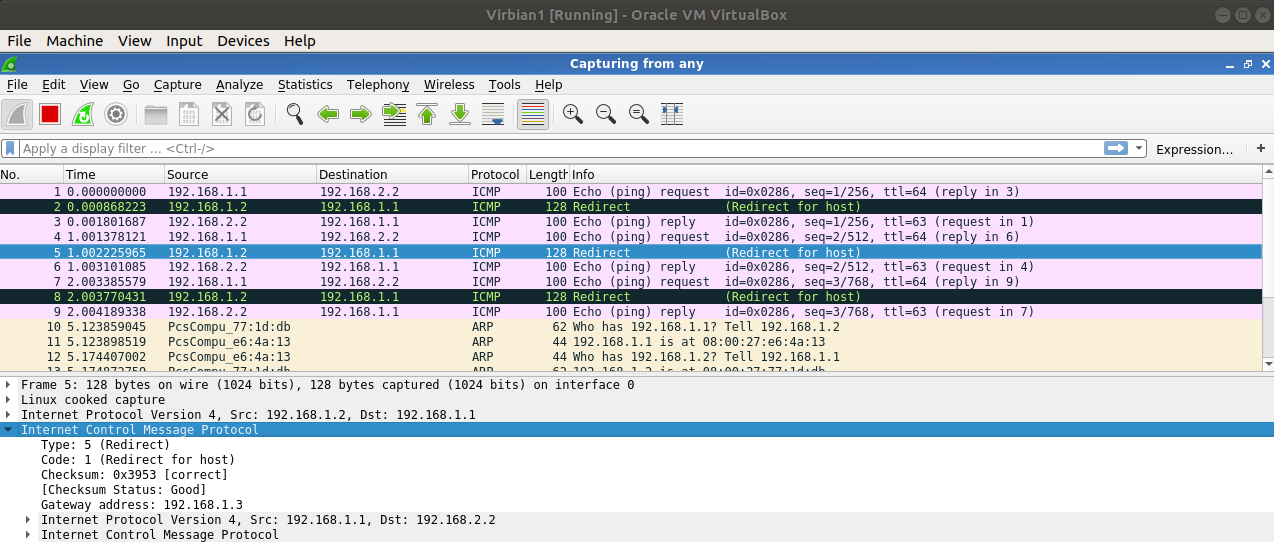 Virbian1 [Running] - Oracle VM VirtualBox
File Machine View Input Devices Help
Capturing from any
File Edit View Go Capture Analyze Statistics Telephony Wireless Tools Help
Apply a display filter ... <Ctrl-/> Expression... +
No. Time Source Destination Protocol Length Info
1 0.000000000 192.168.1.1 192.168.2.2 ICMP 100 Echo (ping) request id=0x0286, seq=1/256, ttl=64 (reply in 3)
2 0.000868223 192.168.1.2 192.168.1.1 ICMP 128 Redirect (Redirect for host)
3 0.001801687 192.168.2.2 192.168.1.1 ICMP 100 Echo (ping) reply id=0x0286, seq=1/256, ttl=63 (request in 1)
4 1.001378121 192.168.1.1 192.168.2.2 ICMP 100 Echo (ping) request id=0x0286, seq=2/512, ttl=64 (reply in 6)
5 1.002225965 192.168.1.2 192.168.1.1 ICMP 128 Redirect (Redirect for host)
6 1.003101085 192.168.2.2 192.168.1.1 ICMP 100 Echo (ping) reply id=0x0286, seq=2/512, ttl=63 (request in 4)
7 2.003385579 192.168.1.1 192.168.2.2 ICMP 100 Echo (ping) request id=0x0286, seq=3/768, ttl=64 (reply in 9)
8 2.003770431 192.168.1.2 192.168.1.1 ICMP 128 Redirect (Redirect for host)
9 2.004189338 192.168.2.2 192.168.1.1 ICMP 100 Echo (ping) reply id=0x0286, seq=3/768, ttl=63 (request in 7)
10 5.123859045 PcsCompu_77:1d:db ARP 62 Who has 192.168.1.1? Tell 192.168.1.2
11 5.123898519 PcsCompu_e6:4a:13 ARP 44 192.168.1.1 is at 08:00:27:e6:4a:13
12 5.174407002 PcsCompu_e6:4a:13 ARP 44 Who has 192.168.1.2? Tell 192.168.1.1
13 5.174872759 PcsCompu_77:1d:db ARP 62 192.168.1.2 is at 08:00:27:77:1d:db
Frame 5: 128 bytes on wire (1024 bits), 128 bytes captured (1024 bits) on interface 0
Linux cooked capture
Internet Protocol Version 4, Src: 192.168.1.2, Dst: 192.168.1.1
Internet Control Message Protocol
Type: 5 (Redirect)
Code: 1 (Redirect for host)
Checksum: 0x3953 [correct]
[Checksum Status: Good]
Gateway address: 192.168.1.3
Internet Protocol Version 4, Src: 192.168.1.1, Dst: 192.168.2.2
Internet Control Message Protocol